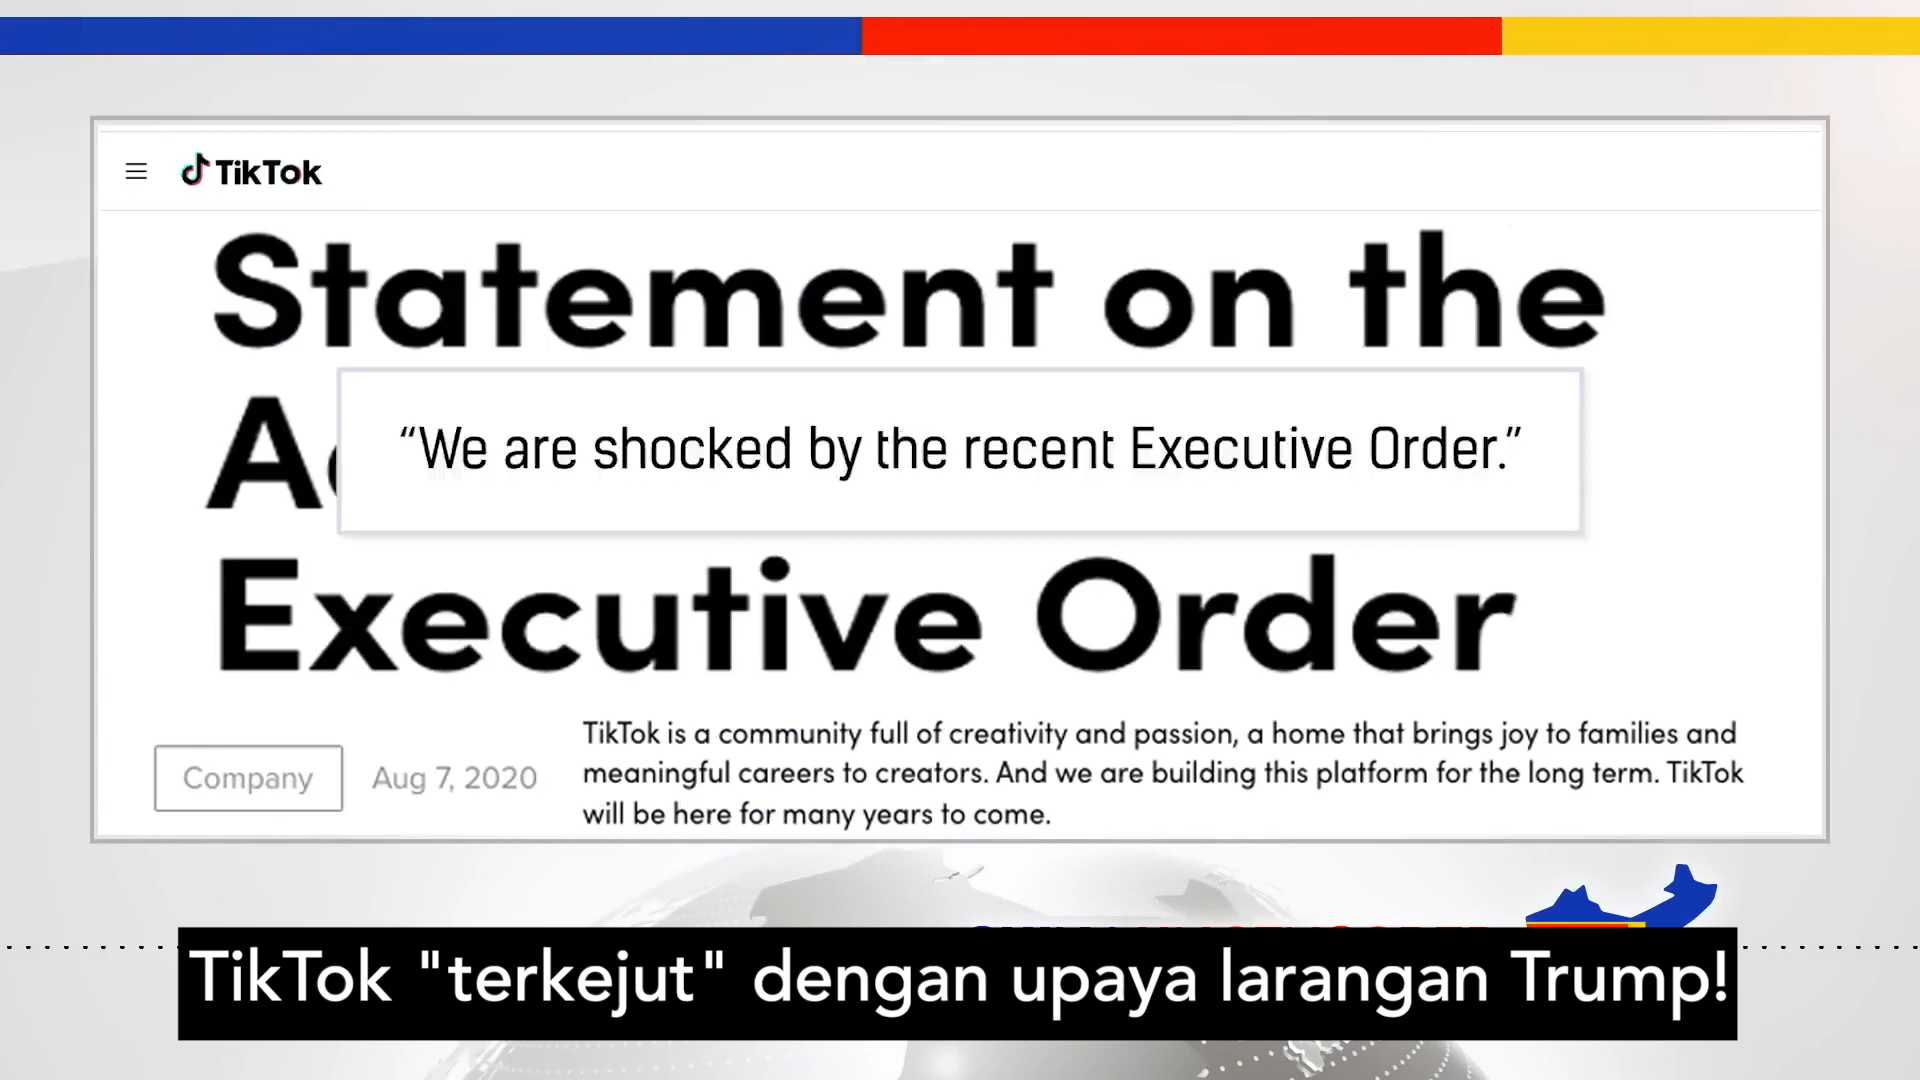 TikTok
Statement on the
“We are shocked by the recent Executive Order.”
Executive Order
TikTok is a community full of creativity and passion, a home that brings joy to families and
meaningful careers to creators. And we are building this platform for the long term. TikTok
will be here for many years to come.
Company
Aug 7, 2020
TikTok "terkejut" dengan upaya larangan Trump!